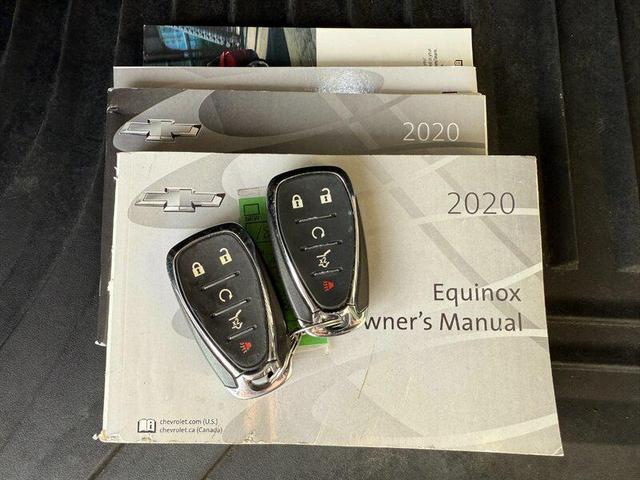 2020
2020
Equinox
wner's Manual
chevrolet.com (U.S.)
chevrolet.ca (Canada)